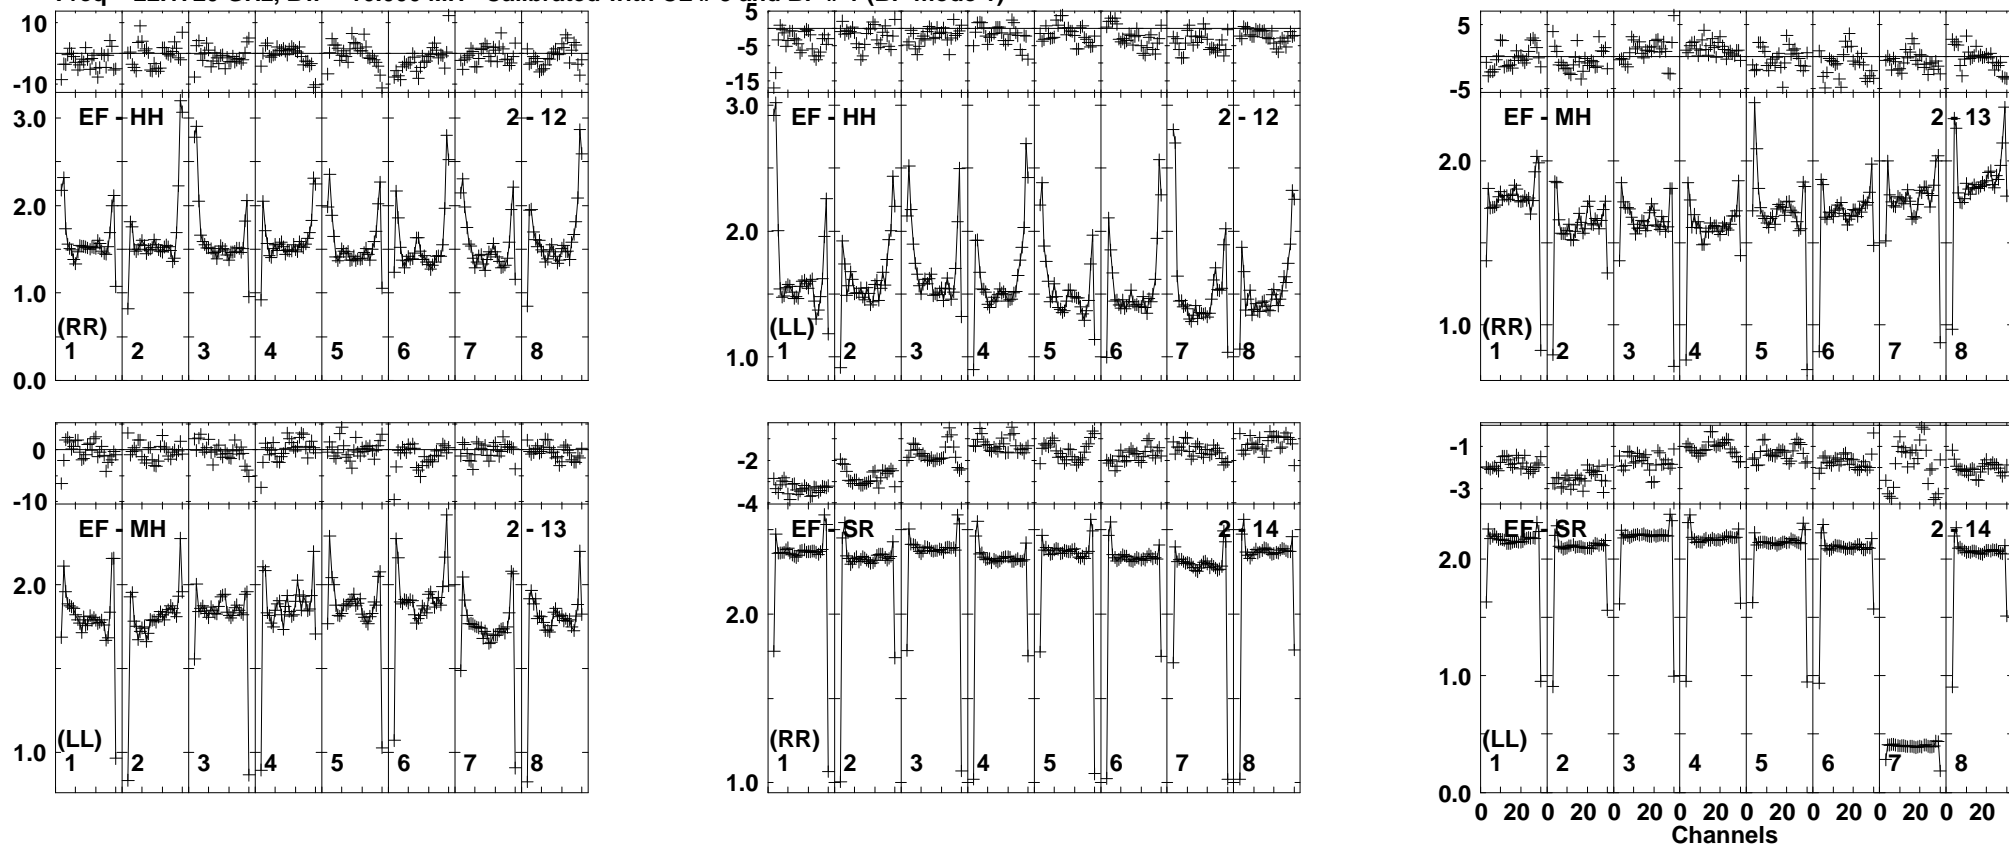 10 0 -10 EF - HH 2 - 12 3.0 2.0 1.0 0.0 (RR) 1 2 3 4 5 6 7 8
5 -5 -15 EF - HH 2 - 12 3.0 2.0 1.0 (LL) 1 2 3 4 5 6 7 8
5 0 -5 EF - MH 2 - 13 2.0 1.0 (RR) 1 2 3 4 5 6 7 8
0 -10 EF - MH 2 - 13 2.0 1.0 (LL) 1 2 3 4 5 6 7 8
-2 -4 EF - SR 2 - 14 2.0 1.0 (RR) 1 2 3 4 5 6 7 8
-1 -3 EF - SR 2 - 14 2.0 1.0 0.0 (LL) 1 2 3 4 5 6 7 8
0 20 0 20 0 20 0 20 0 20 0 20 0 20 0 20
Channels